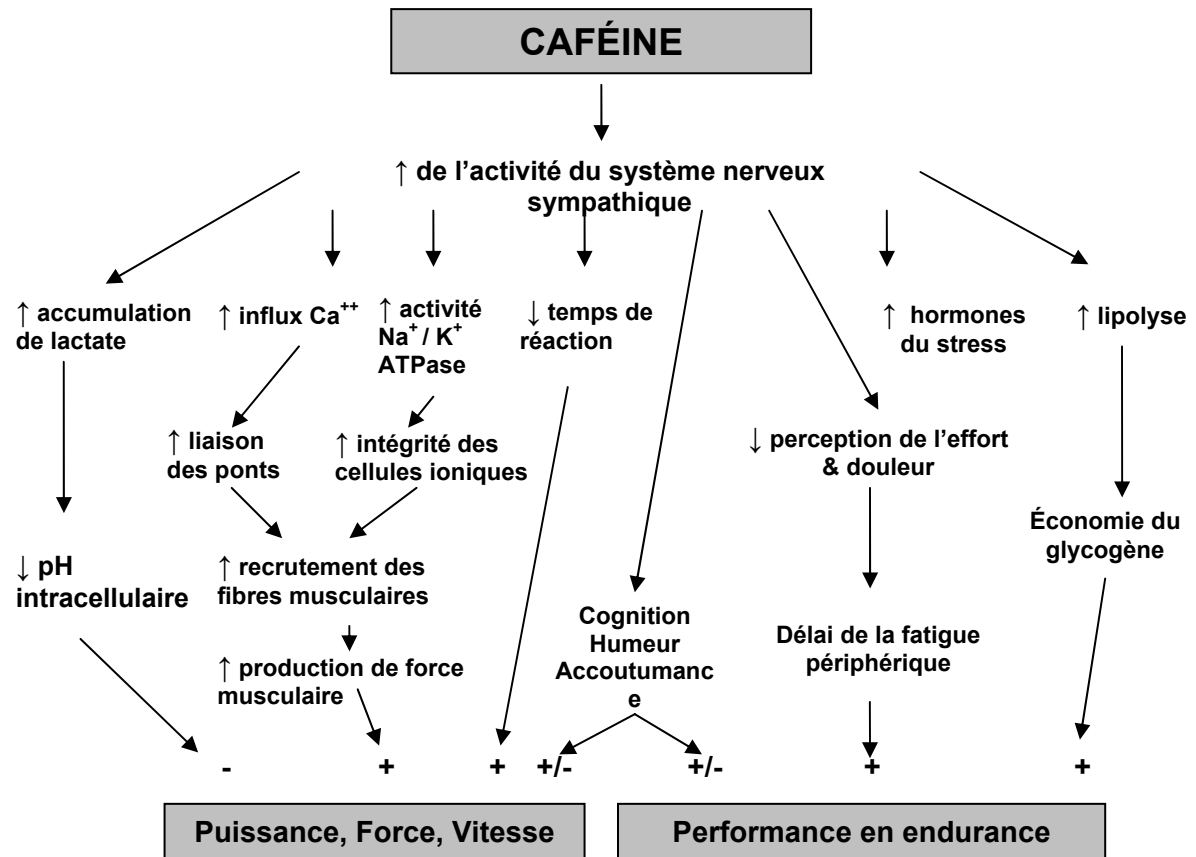 CAFÉINE
↑ de l'activité du système nerveux
sympathique
↑ accumulation
de lactate
↑ influx Ca++
↑ activité
Na+ / K+
ATPase
↓ temps de
réaction
↑ hormones
du stress
↑ lipolyse
↑ liaison
des ponts
↑ intégrité des
cellules ioniques
↓ perception de l'effort
& douleur
Économie du
glycogène
↓ pH
intracellulaire
↑ recrutement des
fibres musculaires
Cognition
Humeur
Accoutumanc
e
Délai de la fatigue
périphérique
↑ production de force
musculaire
- + + +/- +/- + +
Puissance, Force, Vitesse
Performance en endurance